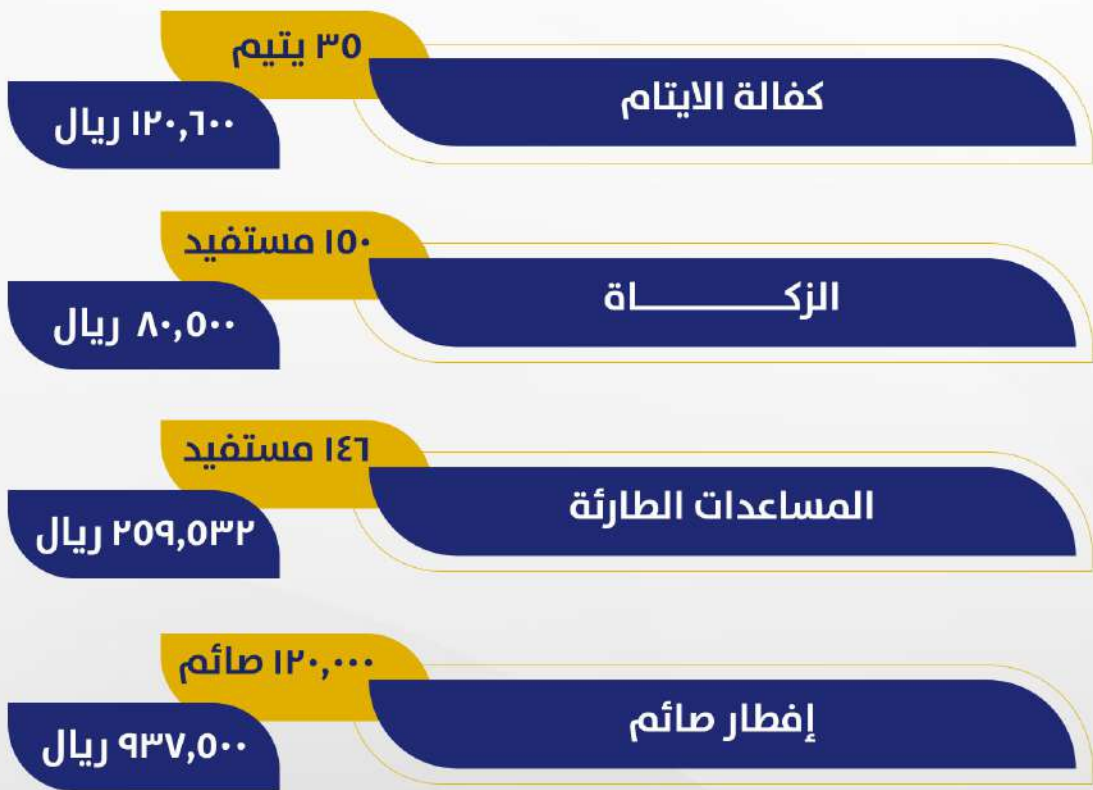 ٣٥ يتيم
كفالة الايتام
١٢٠,٦٠٠ ريال
١٥٠ مستفيد
الزكـــــــــاة
٨٠,٥٠٠ ريال
١٤٦ مستفيد
المساعدات الطارئة
٢٥٩,٥٣٢ ريال
١٢٠,٠٠٠ صائم
إفطار صائم
٩٣٧,٥٠٠ ريال